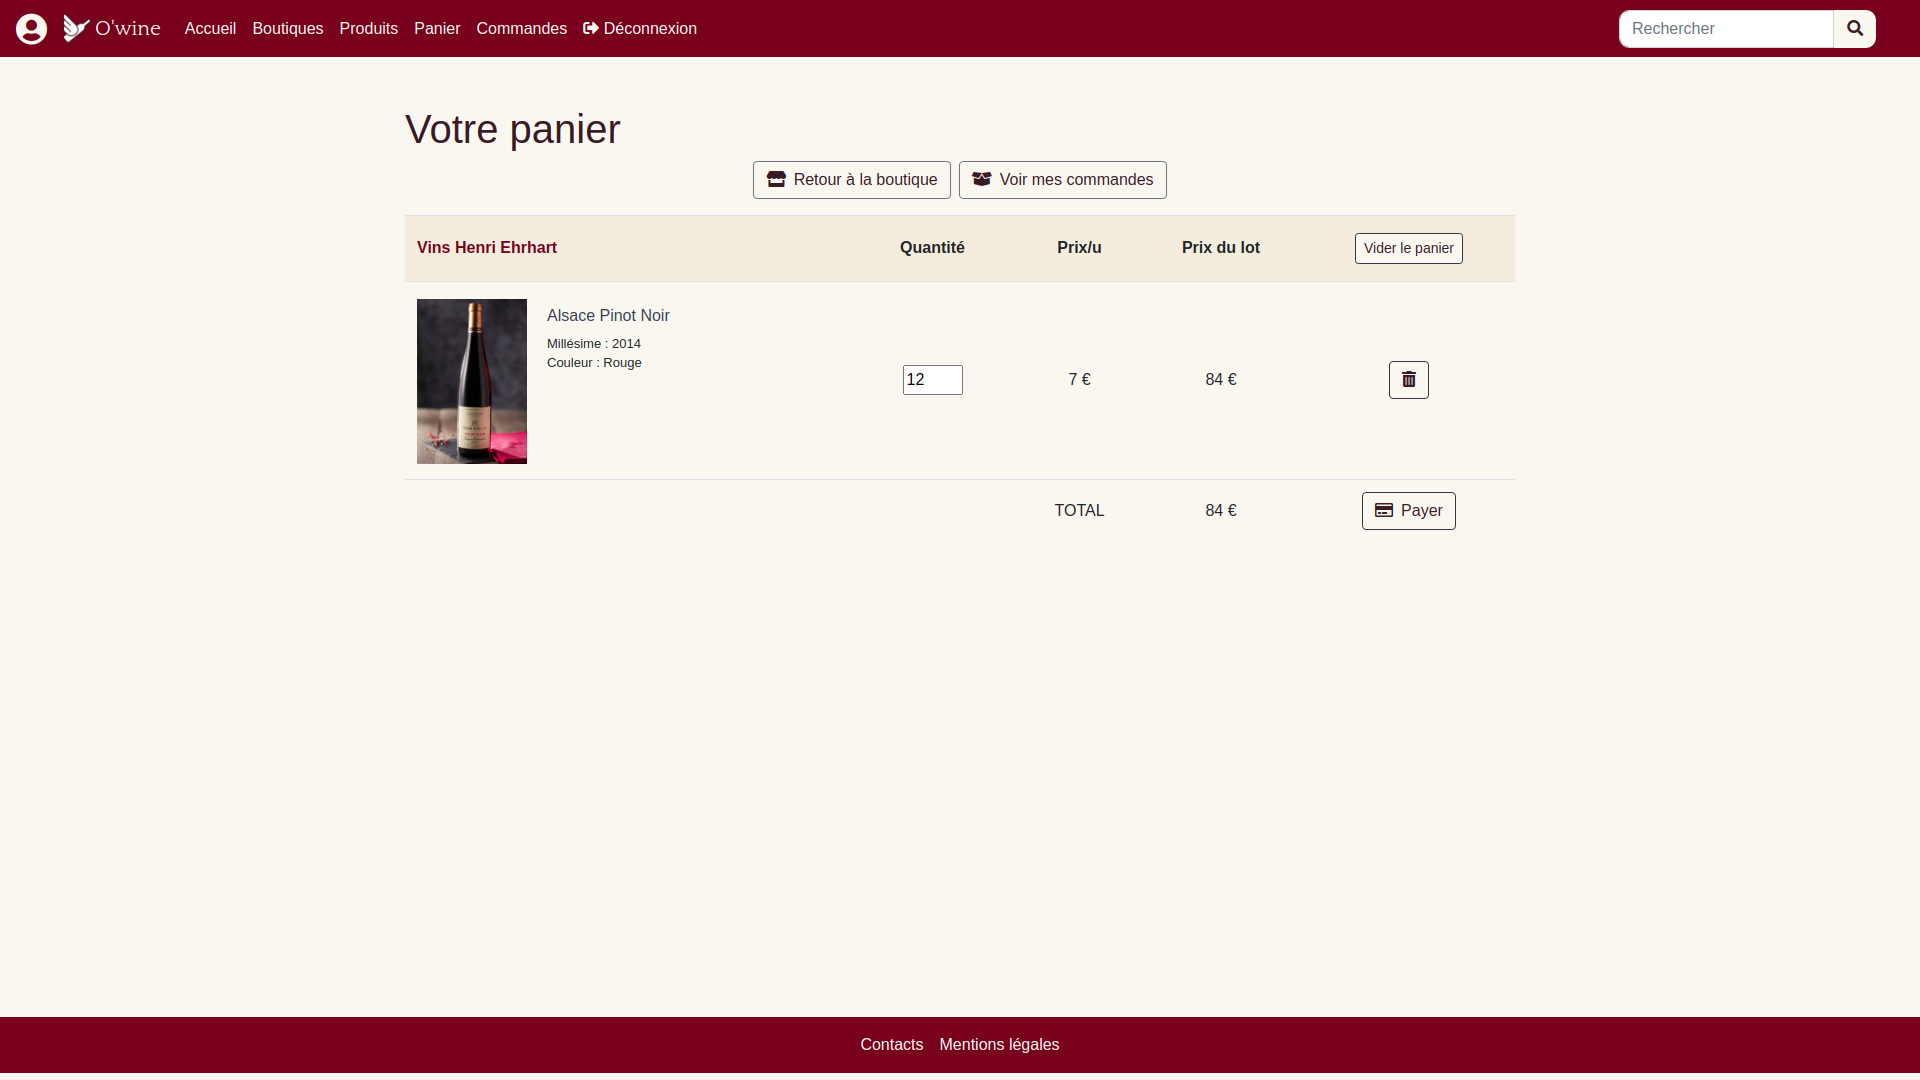 O'wine Accueil Boutiques Produits Panier Commandes Déconnexion Rechercher
Votre panier
Retour à la boutique Voir mes commandes
Vins Henri Ehrhart Quantité Prix/u Prix du lot Vider le panier
Alsace Pinot Noir
Millésime : 2014
Couleur : Rouge
12 7 € 84 €
TOTAL 84 € Payer
Contacts Mentions légales